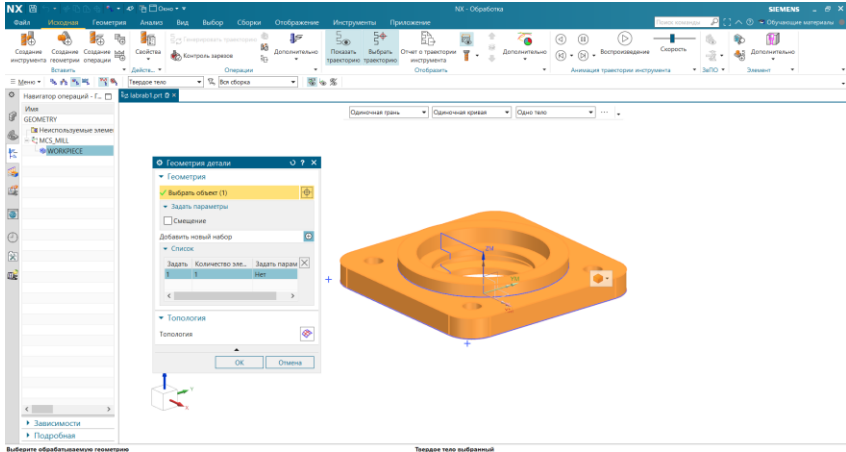 NX
Окно
NX - Обработка
SIEMENS
Файл Исходная Геометрия Анализ Вид Выбор Сборки Отображение Инструменты Приложение
Поиск команды
Обучающие материалы
Создание инструмента
Создание геометрии
Создание операции
Свойства
Генерировать траекторию
Контроль зарезов
Дополнительно
Показать траекторию
Выбрать траекторию
Отчет о траектории инструмента
Дополнительно
Воспроизведение
Скорость
Дополнительно
Вставить
Действ...
Операции
Отобразить
Анимация траектории инструмента
ЗаПО
Элемент
Меню
Твердое тело
Вся сборка
Навигатор операций - Г...
labrab1.prt
Одиночная грань
Одиночная кривая
Одно тело
Имя
GEOMETRY
Неиспользуемые элеме
MCS_MILL
WORKPIECE
Геометрия детали
Геометрия
Выбрать объект (1)
Задать параметры
Смещение
Добавить новый набор
Список
Задать Количество эле... Задать парам
1 1 Нет
Топология
Топология
ОК Отмена
Зависимости
Подробная
Выберите обрабатываемую геометрию
Твердое тело выбранный